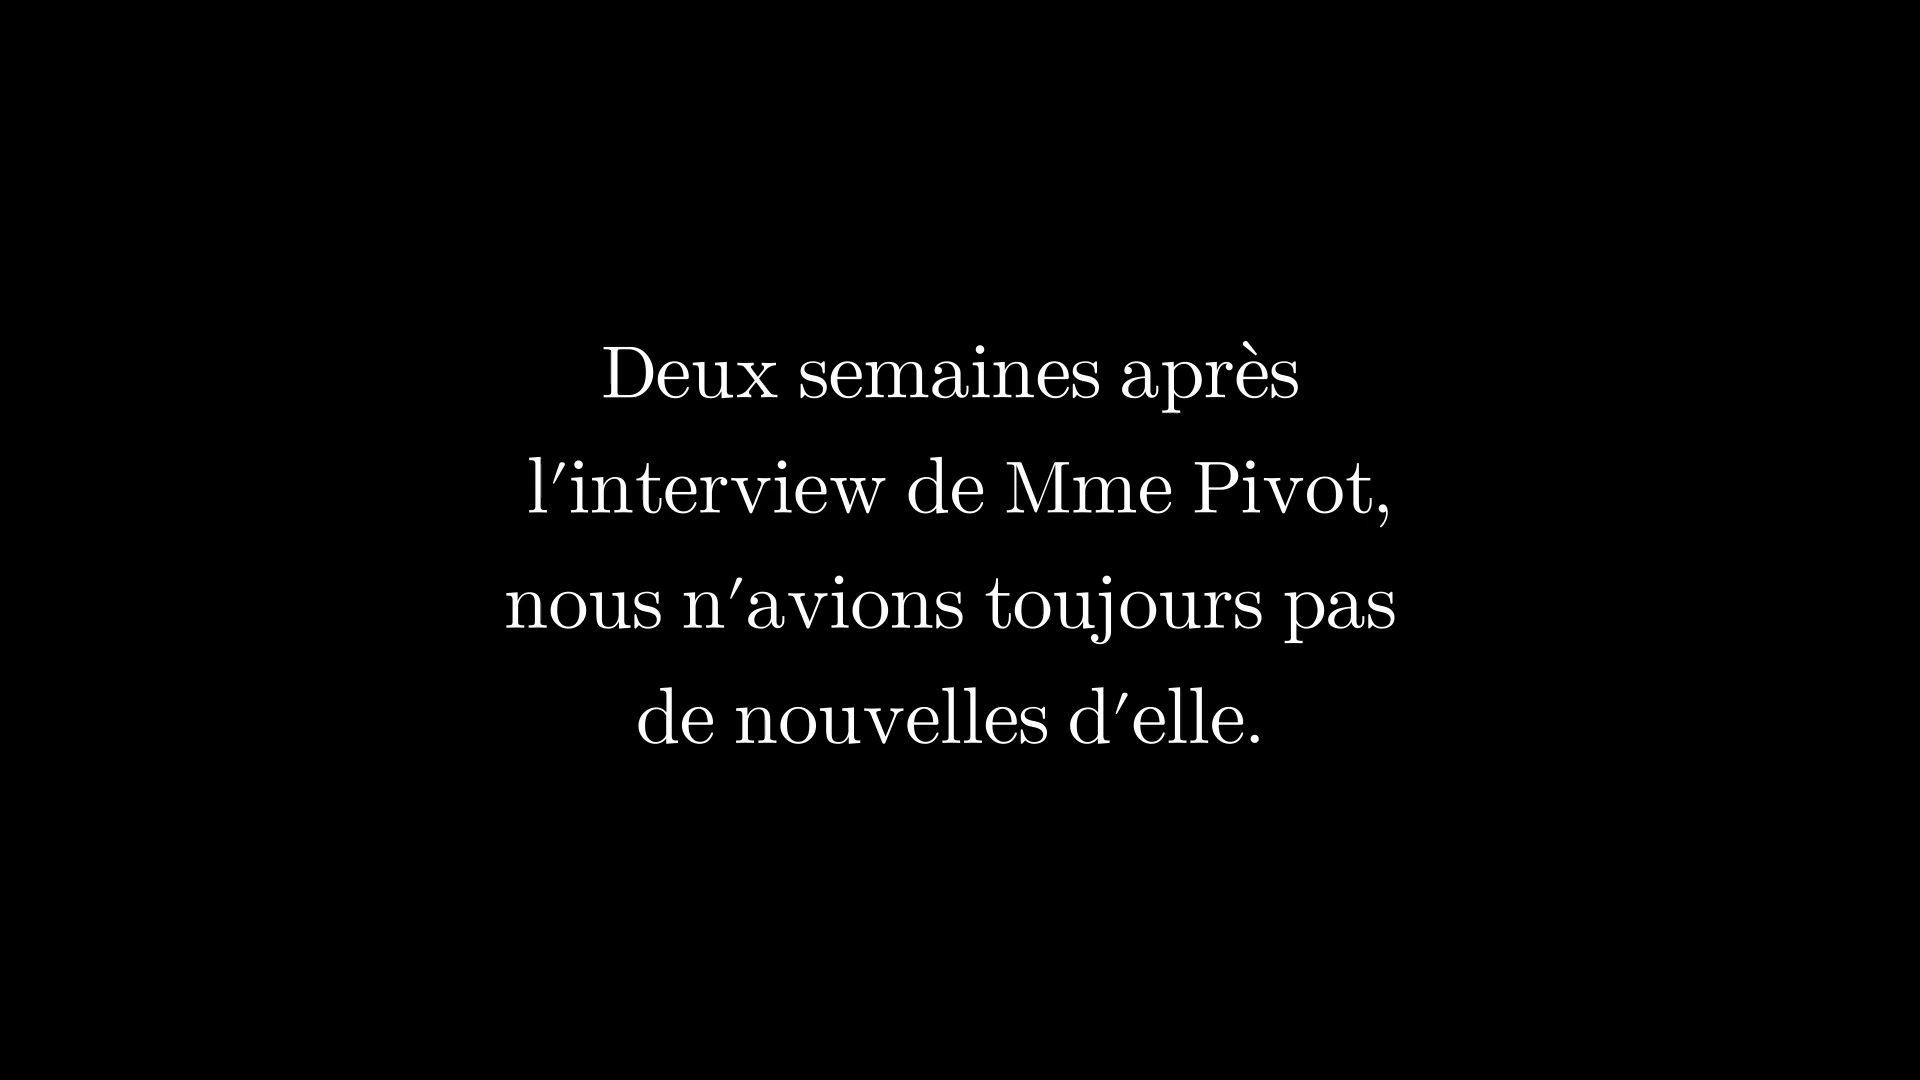 Deux semaines après
l'interview de Mme Pivot,
nous n'avions toujours pas
de nouvelles d'elle.